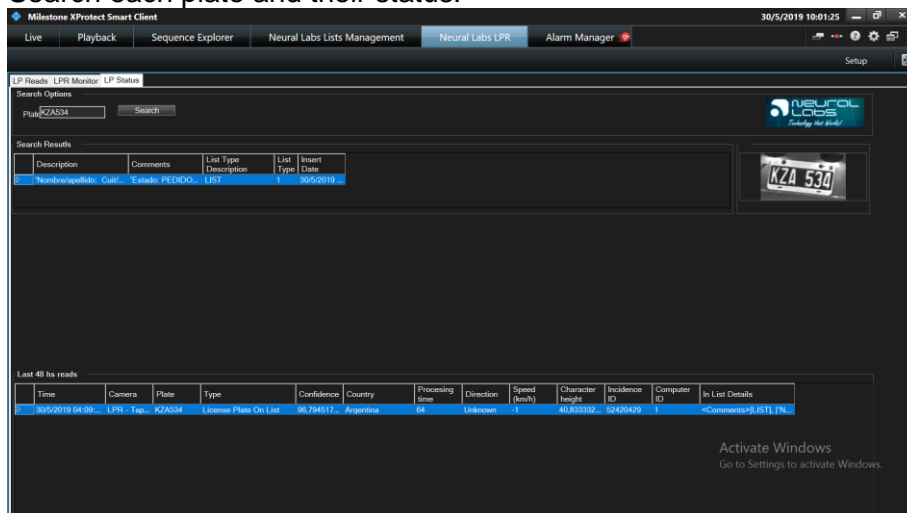 Search each plate and their status.
Milestone XProtect Smart Client 30/5/2019 10:01:25
Live Playback Sequence Explorer Neural Labs Lists Management Neural Labs LPR Alarm Manager
Setup
LP Reads LPR Monitor LP Status
Search Options
Plate KZA534 Search
neural Labs
Technology that Works!
Search Resutls
Description Comments List Type Description List Type Insert Date
'Nombre/apellido: Cuit/... 'Estado: PEDIDO... LIST 1 30/5/2019 ...
KZA 534
Last 48 hs reads
Time Camera Plate Type Confidence Country Procesing time Direction Speed (km/h) Character height Incidence ID Computer ID In List Details
30/5/2019 04:09:... LPR - Tap... KZA534 License Plate On List 96,794517... Argentina 64 Unknown -1 40,833332... 52420429 1 <Comments>[LIST], ['N...
Activate Windows
Go to Settings to activate Windows.